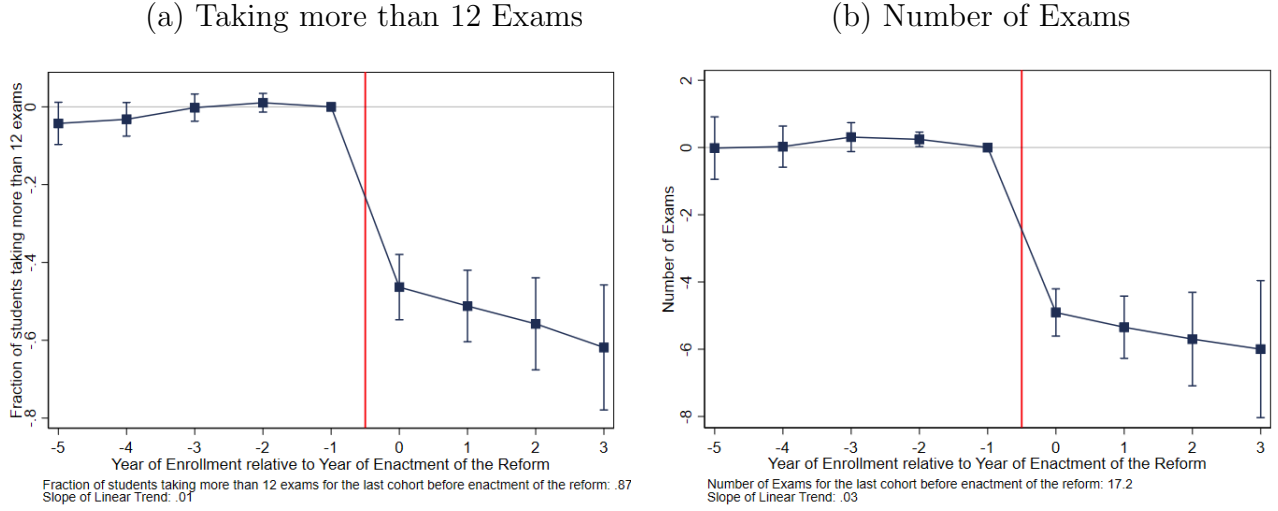 (a) Taking more than 12 Exams
Fraction of students taking more than 12 exams
0
-.2
-.4
-.6
-.8
-5 -4 -3 -2 -1 0 1 2 3
Year of Enrollment relative to Year of Enactment of the Reform
Fraction of students taking more than 12 exams for the last cohort before enactment of the reform: .87
Slope of Linear Trend: .01
(b) Number of Exams
Number of Exams
2
0
-2
-4
-6
-8
-5 -4 -3 -2 -1 0 1 2 3
Year of Enrollment relative to Year of Enactment of the Reform
Number of Exams for the last cohort before enactment of the reform: 17.2
Slope of Linear Trend: .03